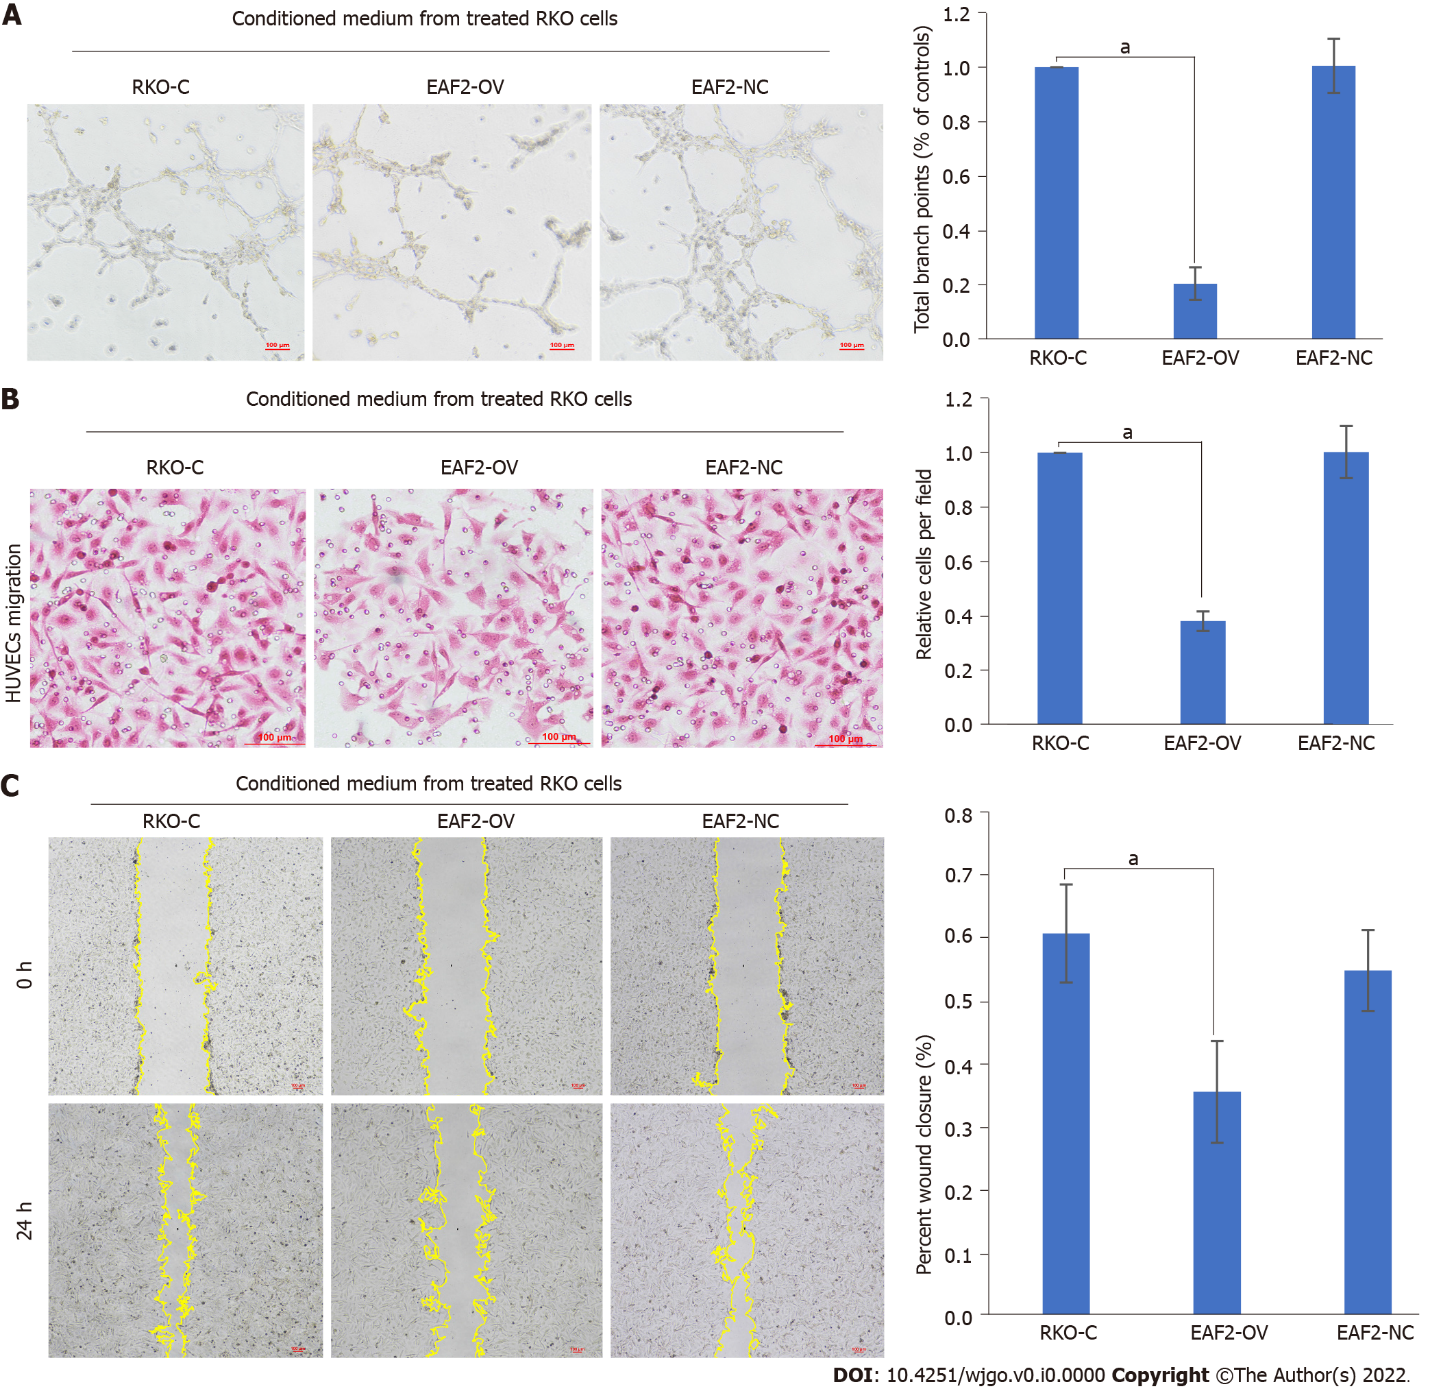 A
Conditioned medium from treated RKO cells
RKO-C
EAF2-OV
EAF2-NC
100 μm
100 μm
100 μm
Total branch points (% of controls)
1.2
1.0
0.8
0.6
0.4
0.2
0.0
a
RKO-C
EAF2-OV
EAF2-NC
B
Conditioned medium from treated RKO cells
RKO-C
EAF2-OV
EAF2-NC
HUVECs migration
100 μm
100 μm
100 μm
Relative cells per field
1.2
1.0
0.8
0.6
0.4
0.2
0.0
a
RKO-C
EAF2-OV
EAF2-NC
C
Conditioned medium from treated RKO cells
RKO-C
EAF2-OV
EAF2-NC
0 h
24 h
Percent wound closure (%)
0.8
0.7
0.6
0.5
0.4
0.3
0.2
0.1
0.0
a
RKO-C
EAF2-OV
EAF2-NC
DOI: 10.4251/wjgo.v0.i0.0000 Copyright ©The Author(s) 2022.